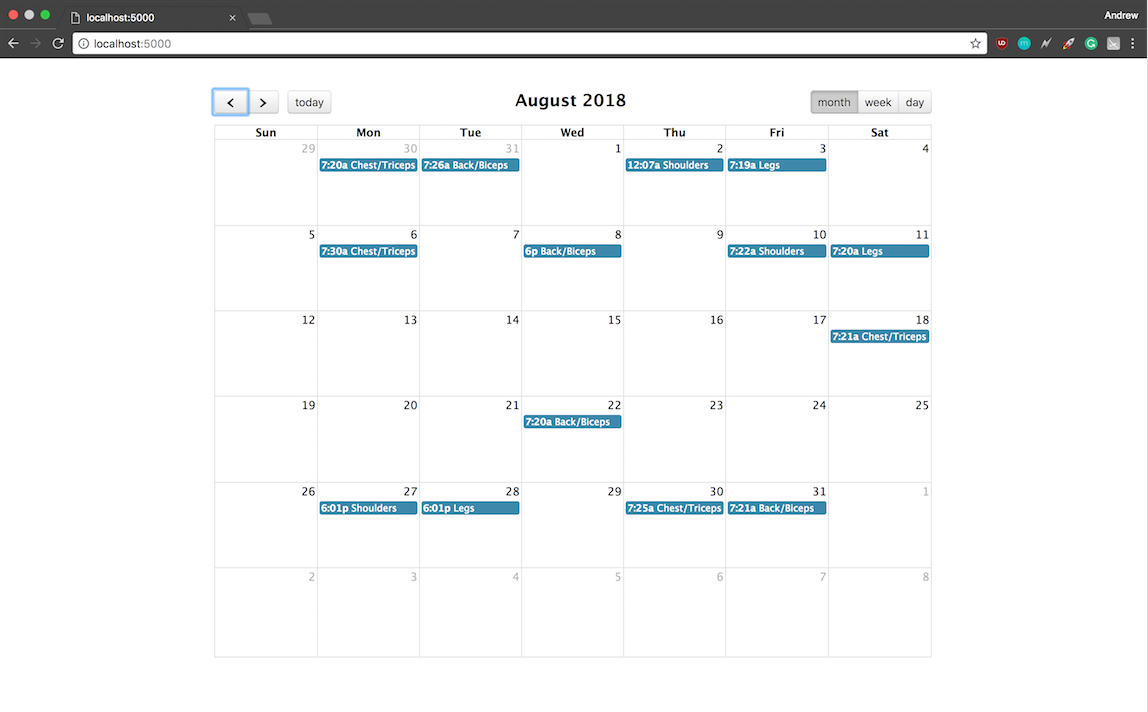 localhost:5000
Andrew
localhost:5000
today
August 2018
month week day
Sun Mon Tue Wed Thu Fri Sat
29 30 31 1 2 3 4
7:20a Chest/Triceps 7:26a Back/Biceps 12:07a Shoulders 7:19a Legs
5 6 7 8 9 10 11
7:30a Chest/Triceps 6p Back/Biceps 7:22a Shoulders 7:20a Legs
12 13 14 15 16 17 18
7:21a Chest/Triceps
19 20 21 22 23 24 25
7:20a Back/Biceps
26 27 28 29 30 31 1
6:01p Shoulders 6:01p Legs 7:25a Chest/Triceps 7:21a Back/Biceps
2 3 4 5 6 7 8